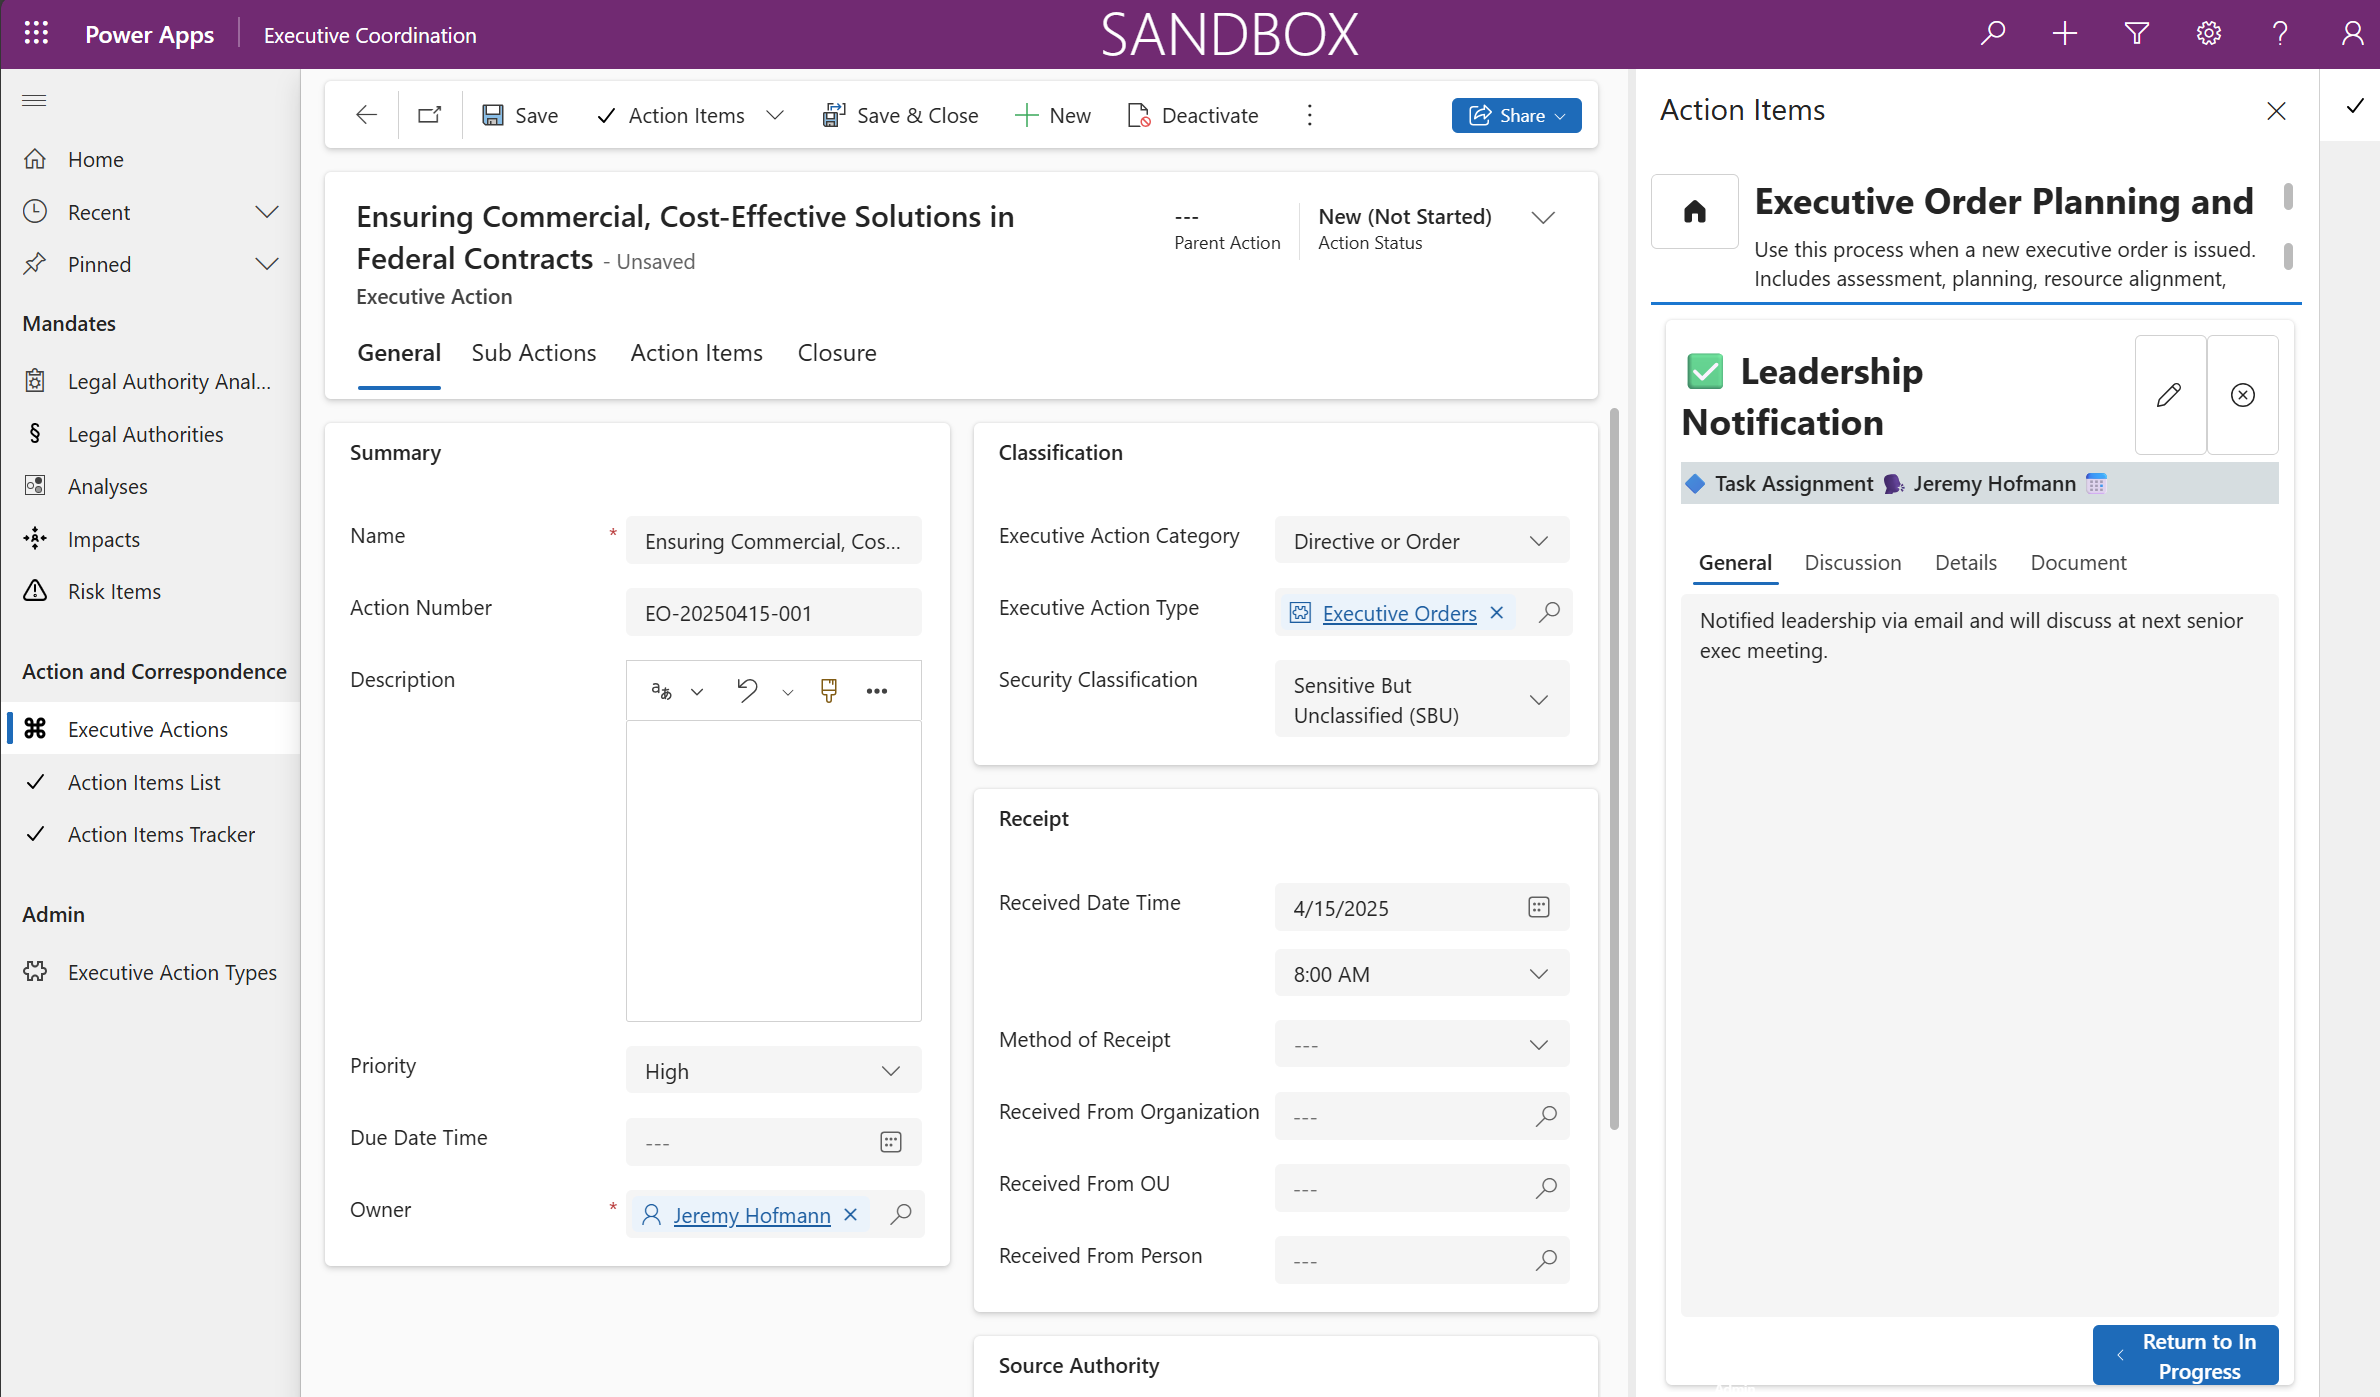 Power Apps
Executive Coordination
SANDBOX
Home
Recent
Pinned
Mandates
Legal Authority Anal...
§ Legal Authorities
Analyses
Impacts
Risk Items
Action and Correspondence
Executive Actions
Action Items List
Action Items Tracker
Admin
Executive Action Types
Save
Action Items
Save & Close
New
Deactivate
Share
Ensuring Commercial, Cost-Effective Solutions in
Federal Contracts - Unsaved
Executive Action
---
Parent Action
New (Not Started)
Action Status
General
Sub Actions
Action Items
Closure
Summary
Name * Ensuring Commercial, Cos...
Action Number EO-20250415-001
Description
Priority High
Due Date Time ---
Owner * Jeremy Hofmann
Classification
Executive Action Category Directive or Order
Executive Action Type Executive Orders
Security Classification Sensitive But
Unclassified (SBU)
Receipt
Received Date Time 4/15/2025
8:00 AM
Method of Receipt ---
Received From Organization ---
Received From OU ---
Received From Person ---
Source Authority
Action Items
Executive Order Planning and
Use this process when a new executive order is issued.
Includes assessment, planning, resource alignment,
Leadership
Notification
Task Assignment Jeremy Hofmann
General
Discussion
Details
Document
Notified leadership via email and will discuss at next senior
exec meeting.
Return to In
Progress